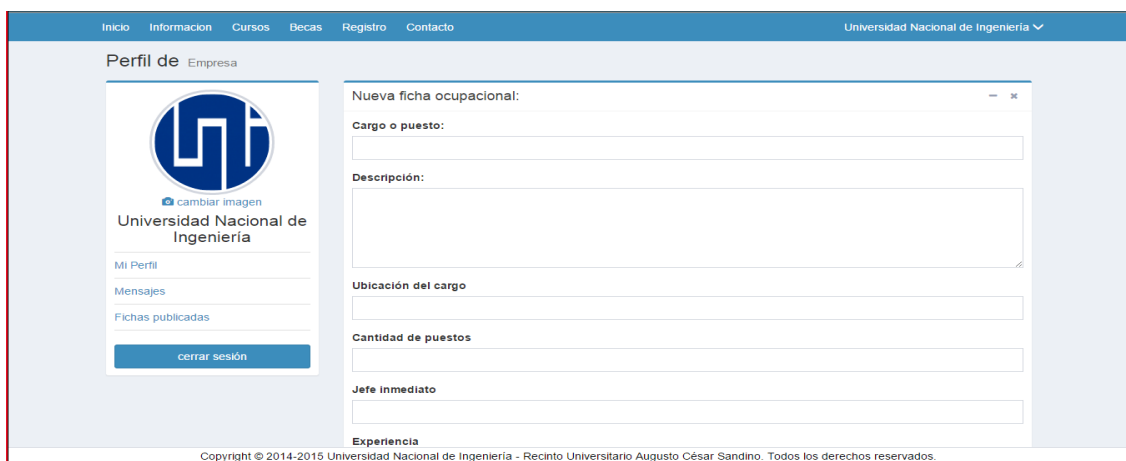 Inicio Informacion Cursos Becas Registro Contacto Universidad Nacional de Ingeniería
Perfil de Empresa
uni
cambiar imagen
Universidad Nacional de
Ingeniería
Mi Perfil
Mensajes
Fichas publicadas
cerrar sesión
Nueva ficha ocupacional:
Cargo o puesto:
Descripción:
Ubicación del cargo
Cantidad de puestos
Jefe inmediato
Experiencia
Copyright © 2014-2015 Universidad Nacional de Ingeniería - Recinto Universitario Augusto César Sandino. Todos los derechos reservados.